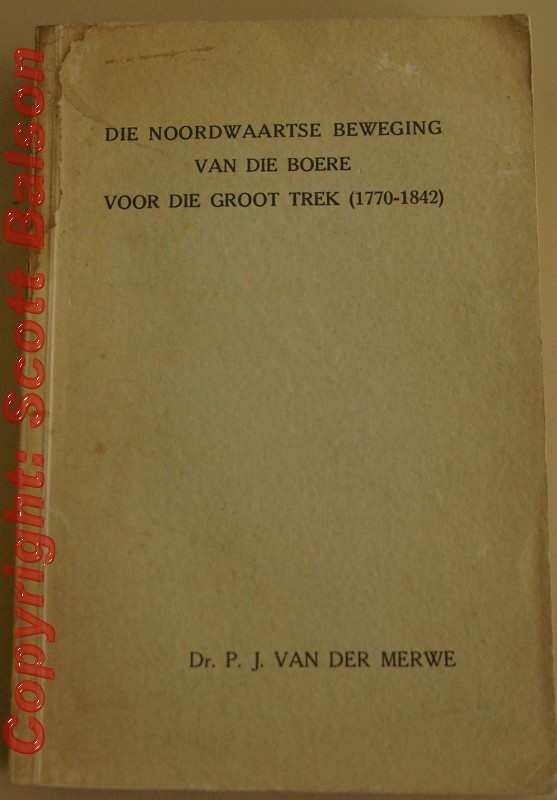 DIE NOORDWAARTSE BEWEGING
VAN DIE BOERE
VOOR DIE GROOT TREK (1770-1842)
Dr. P. J. VAN DER MERWE
Copyright: Scott Balson